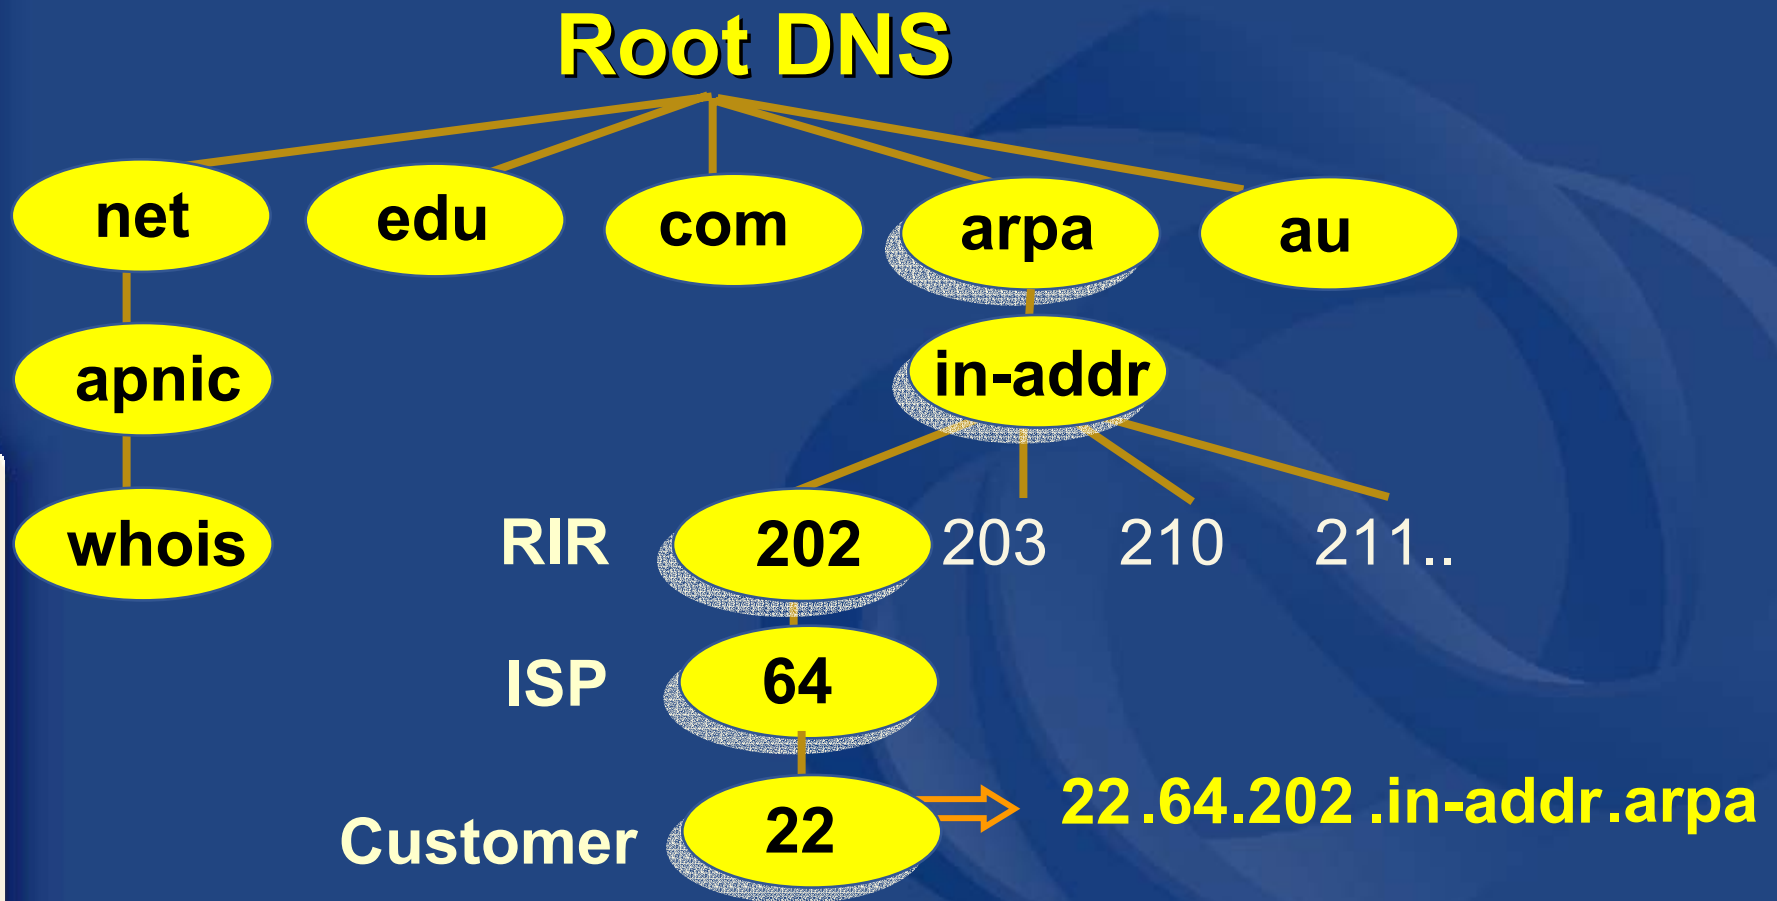 Root DNS
net edu com arpa au
apnic in-addr
whois RIR 202 203 210 211..
ISP 64
Customer 22 22.64.202 .in-addr.arpa